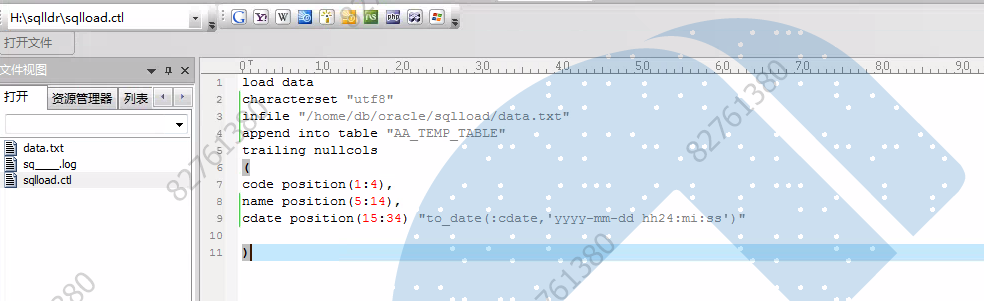 H:\sqlldr\sqlload.ctl
打开文件
文件视图
打开 资源管理器 列表
data.txt
sq____.log
sqlload.ctl
0 10 20 30 40 50 60 70 80 90
1 load data
2 characterset "utf8"
3 infile "/home/db/oracle/sqlload/data.txt"
4 append into table "AA_TEMP_TABLE"
5 trailing nullcols
6 (
7 code position(1:4),
8 name position(5:14),
9 cdate position(15:34) "to_date(:cdate,'yyyy-mm-dd hh24:mi:ss')"
10
11 )
82761380
82761380
82761380
82761380
82761380